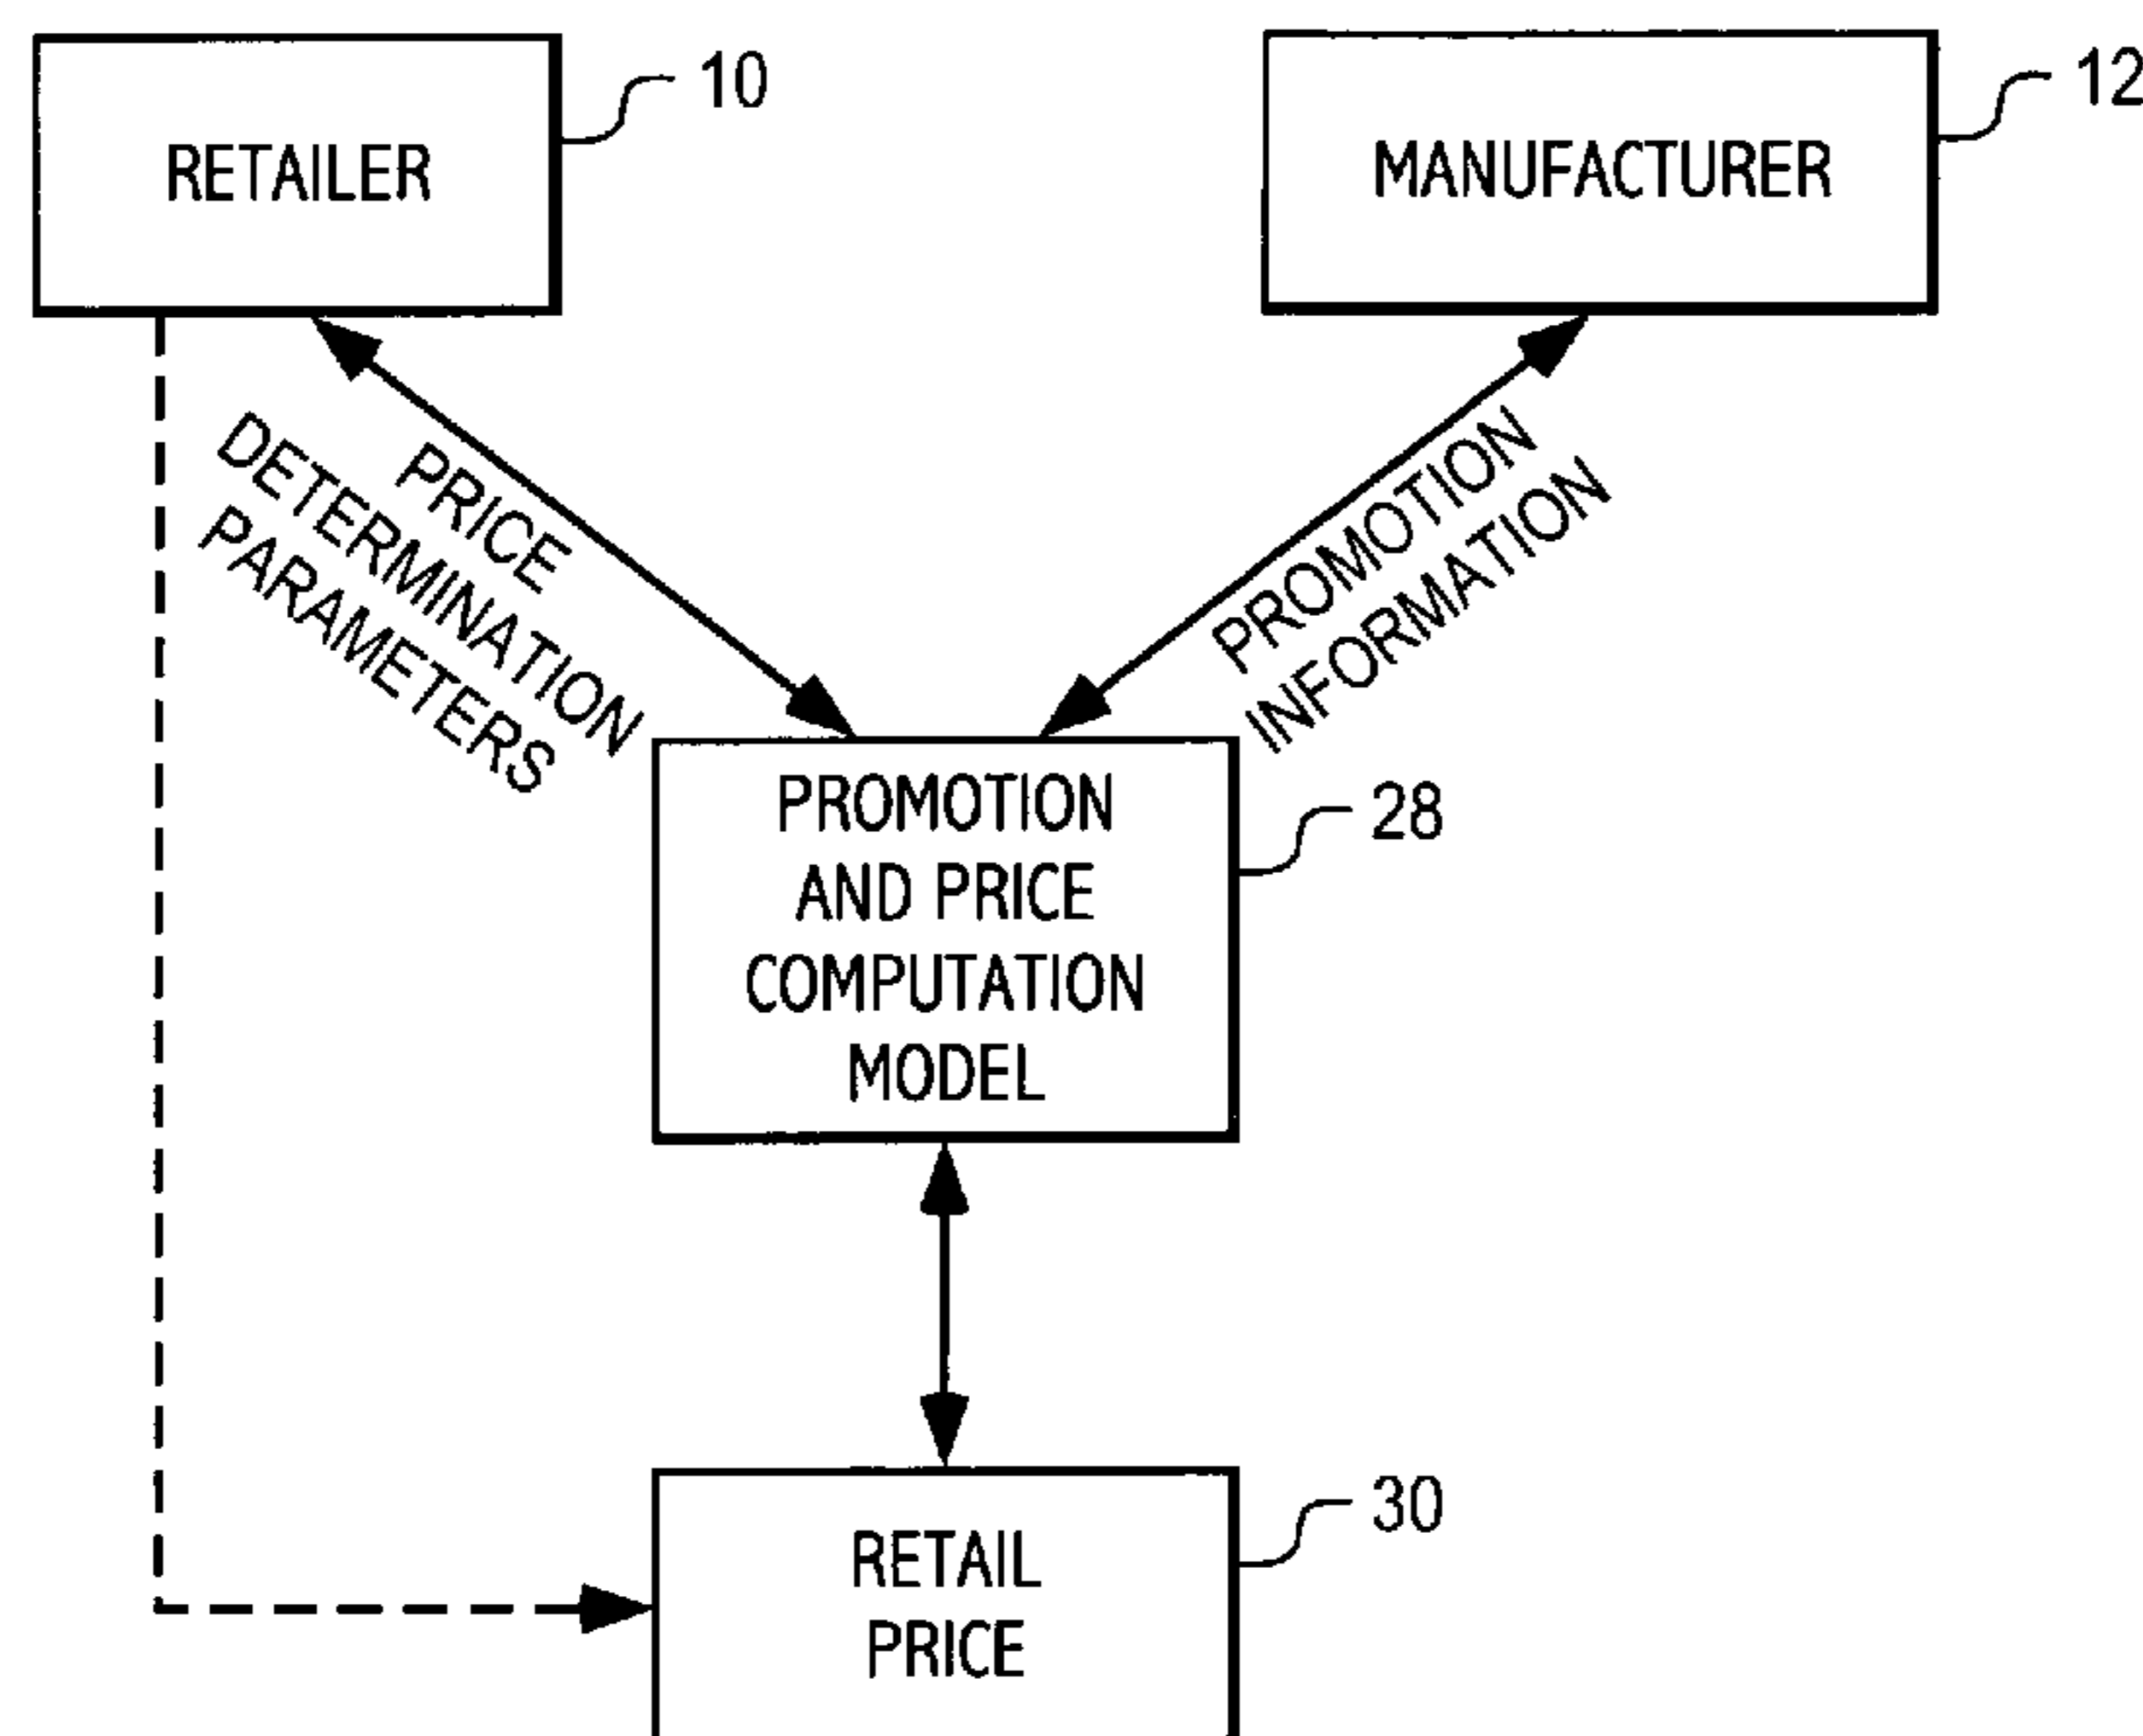 RETAILER
10
MANUFACTURER
12
PRICE
DETERMINATION
PARAMETERS
PROMOTION
INFORMATION
PROMOTION
AND PRICE
COMPUTATION
MODEL
28
RETAIL
PRICE
30